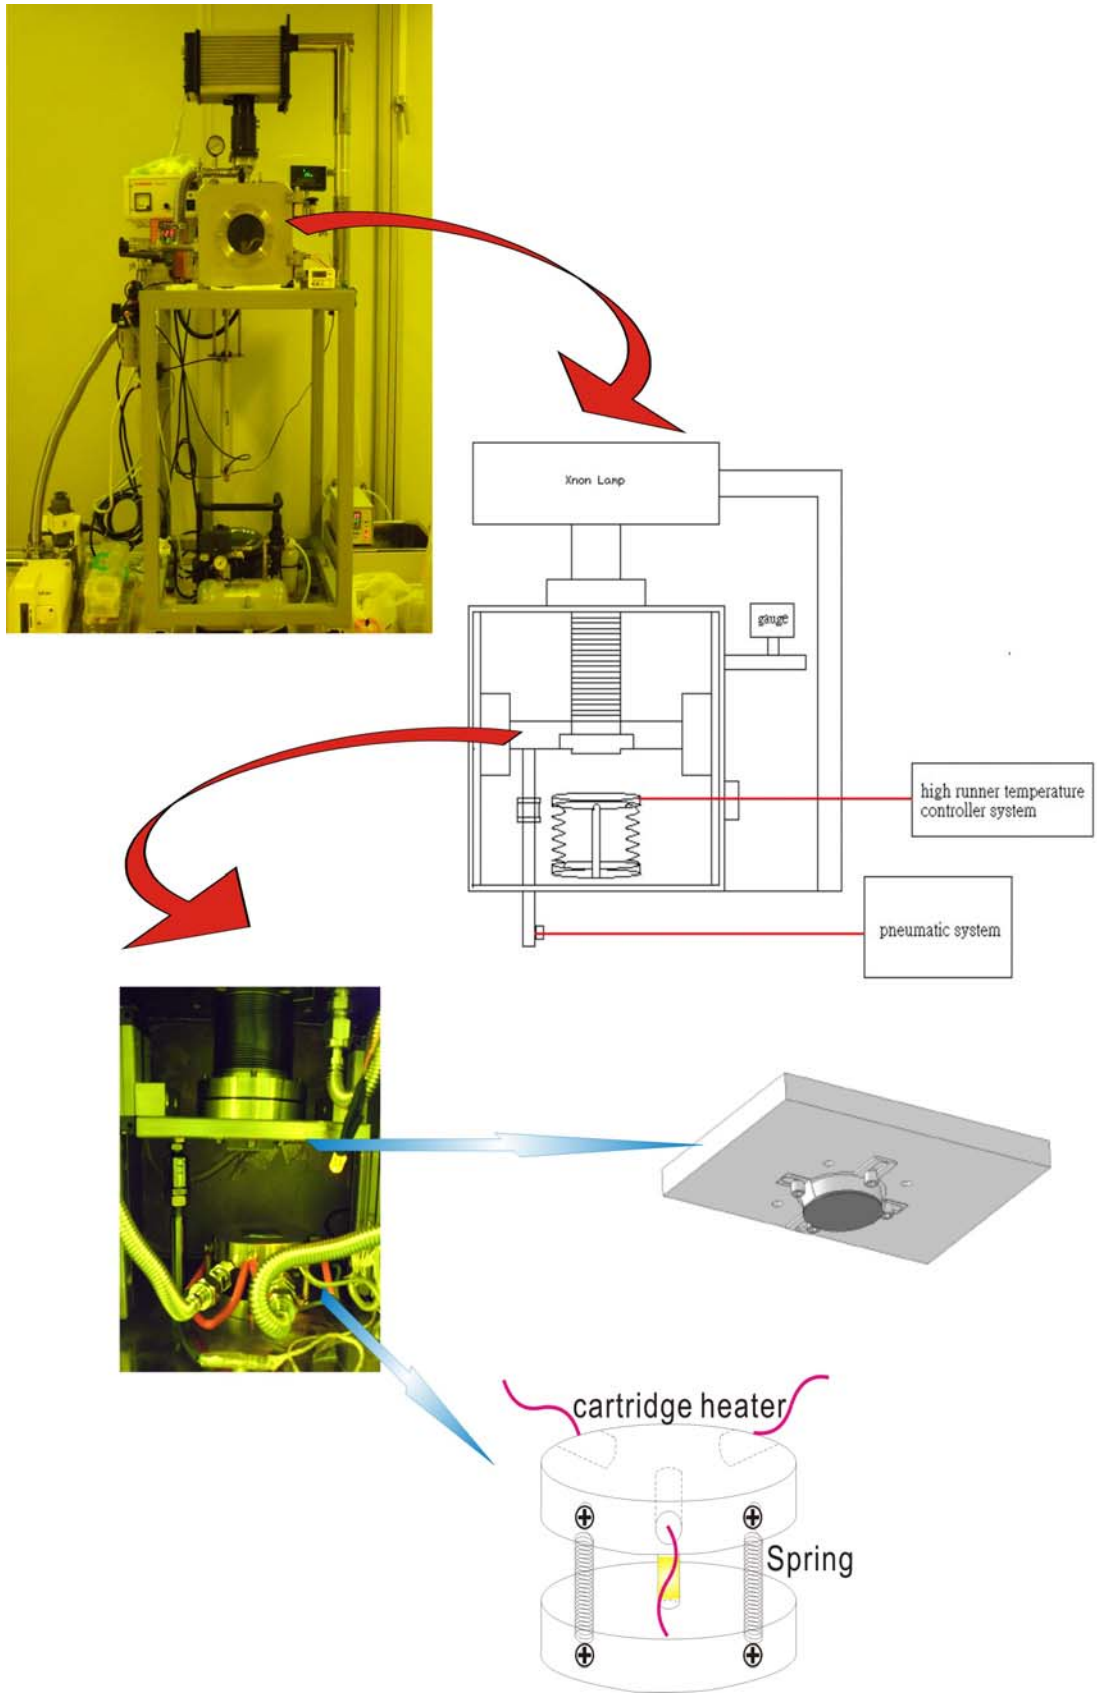 Xnon Lamp
gauge
high runner temperature
controller system
pneumatic system
cartridge heater
Spring